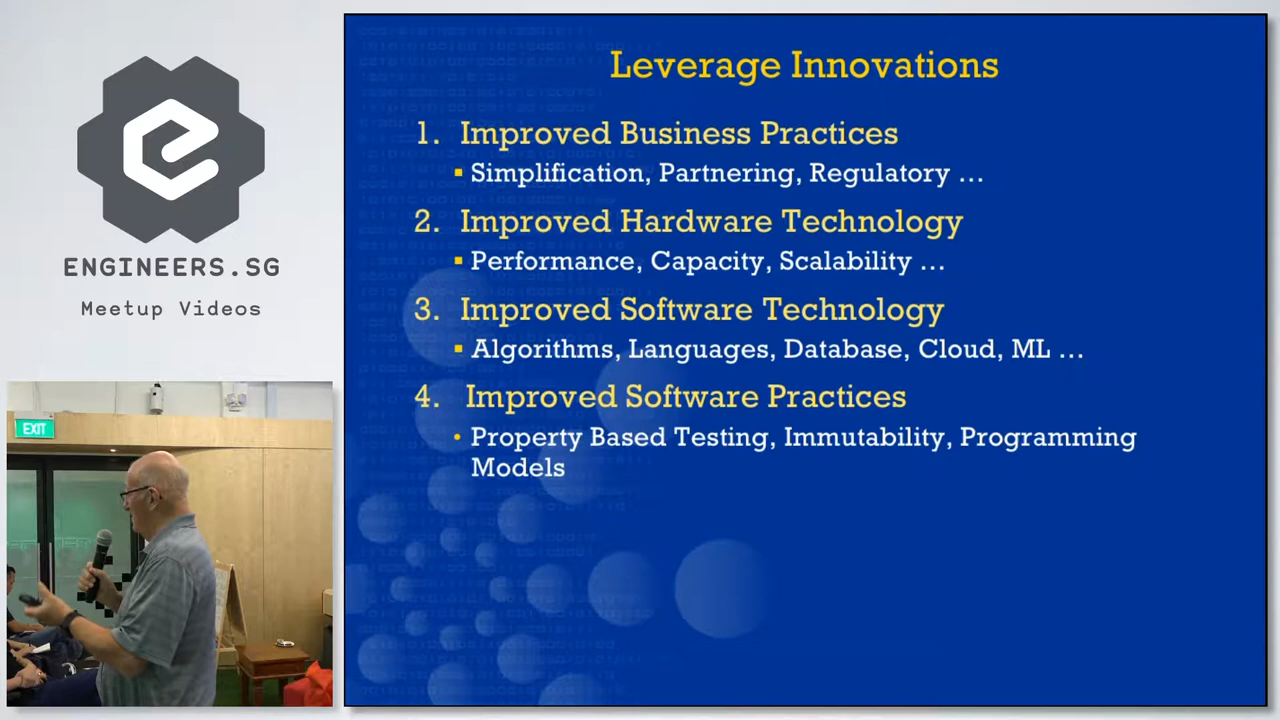 ENGINEERS.SG
Meetup Videos
EXIT
Leverage Innovations
1. Improved Business Practices
▪ Simplification, Partnering, Regulatory …
2. Improved Hardware Technology
▪ Performance, Capacity, Scalability …
3. Improved Software Technology
▪ Algorithms, Languages, Database, Cloud, ML …
4. Improved Software Practices
• Property Based Testing, Immutability, Programming
Models